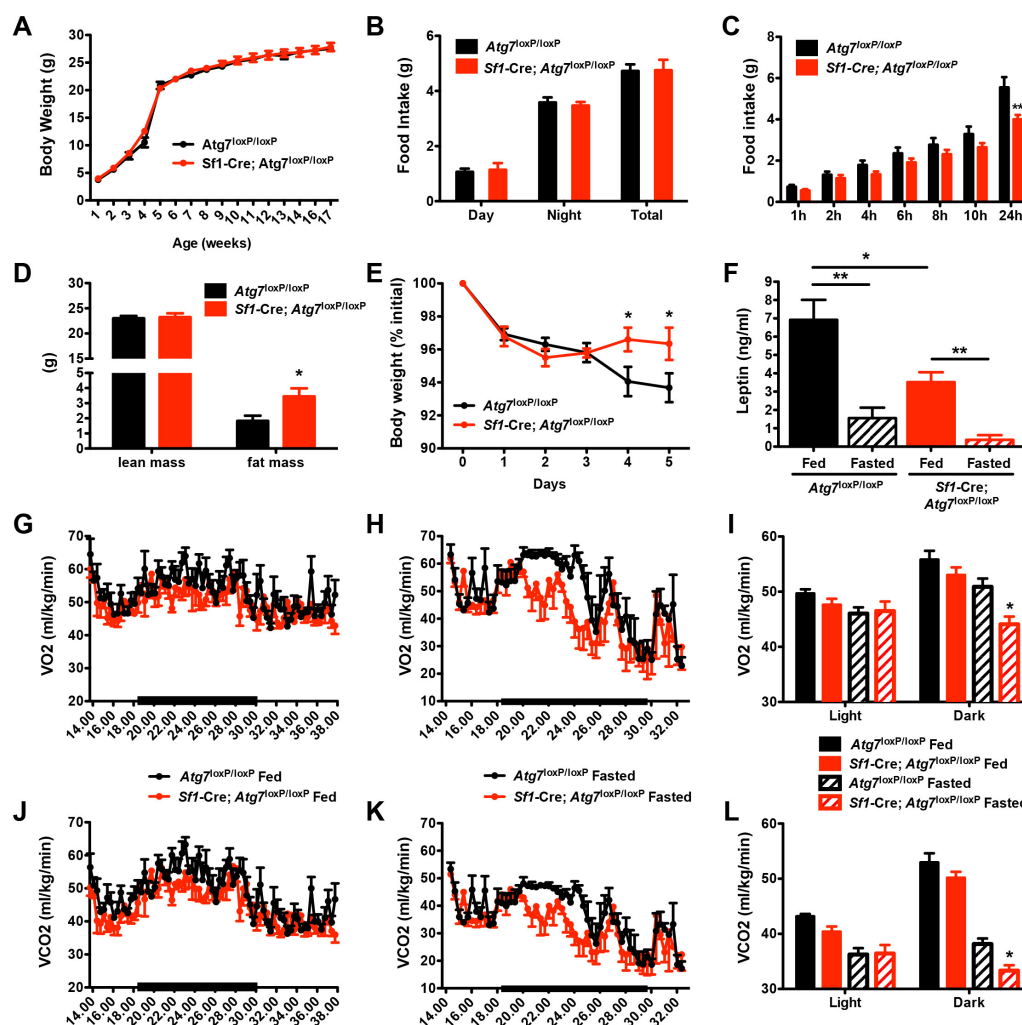 A
Body Weight (g)
35
30
25
20
15
10
5
0
Atg7loxP/loxP
Sf1-Cre; Atg7loxP/loxP
1 2 3 4 5 6 7 8 9 10 11 12 13 14 16 17
Age (weeks)
B
Food Intake (g)
6
4
2
0
Atg7loxP/loxP
Sf1-Cre; Atg7loxP/loxP
Day Night Total
C
Food intake (g)
8
6
4
2
0
Atg7loxP/loxP
Sf1-Cre; Atg7loxP/loxP
**
1h 2h 4h 6h 8h 10h 24h
D
(g)
30
25
20
15
5
4
3
2
1
0
Atg7loxP/loxP
Sf1-Cre; Atg7loxP/loxP
*
lean mass fat mass
E
Body weight (% initial)
100
98
96
94
92
90
* *
Atg7loxP/loxP
Sf1-Cre; Atg7loxP/loxP
0 1 2 3 4 5
Days
F
Leptin (ng/ml)
9
8
7
6
5
4
3
2
1
0
*
**
**
Fed Fasted Fed Fasted
Atg7loxP/loxP
Sf1-Cre;
Atg7loxP/loxP
G
VO2 (ml/kg/min)
70
60
50
40
30
20
14.00 16.00 18.00 20.00 22.00 24.00 26.00 28.00 30.00 32.00 34.00 36.00 38.00
Atg7loxP/loxP Fed
Sf1-Cre; Atg7loxP/loxP Fed
H
VO2 (ml/kg/min)
70
60
50
40
30
20
10
14.00 16.00 18.00 20.00 22.00 24.00 26.00 28.00 30.00 32.00
Atg7loxP/loxP Fasted
Sf1-Cre; Atg7loxP/loxP Fasted
I
VO2 (ml/kg/min)
60
50
40
30
*
Light Dark
Atg7loxP/loxP Fed
Sf1-Cre; Atg7loxP/loxP Fed
Atg7loxP/loxP Fasted
Sf1-Cre; Atg7loxP/loxP Fasted
J
VCO2 (ml/kg/min)
70
60
50
40
30
20
14.00 16.00 18.00 20.00 22.00 24.00 26.00 28.00 30.00 32.00 34.00 36.00 38.00
K
VCO2 (ml/kg/min)
70
60
50
40
30
20
10
14.00 16.00 18.00 20.00 22.00 24.00 26.00 28.00 30.00 32.00
L
VCO2 (ml//kg/min)
60
50
40
30
*
Light Dark